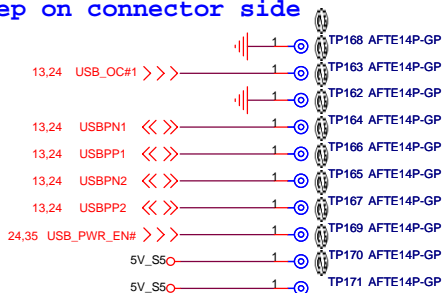 ep on connector side
1 TP168 AFTE14P-GP
13,24 USB_OC#1 1 TP163 AFTE14P-GP
1 TP162 AFTE14P-GP
13,24 USBPN1 1 TP164 AFTE14P-GP
13,24 USBPP1 1 TP166 AFTE14P-GP
13,24 USBPN2 1 TP165 AFTE14P-GP
13,24 USBPP2 1 TP167 AFTE14P-GP
24,35 USB_PWR_EN# 1 TP169 AFTE14P-GP
5V_S5 1 TP170 AFTE14P-GP
5V_S5 1 TP171 AFTE14P-GP